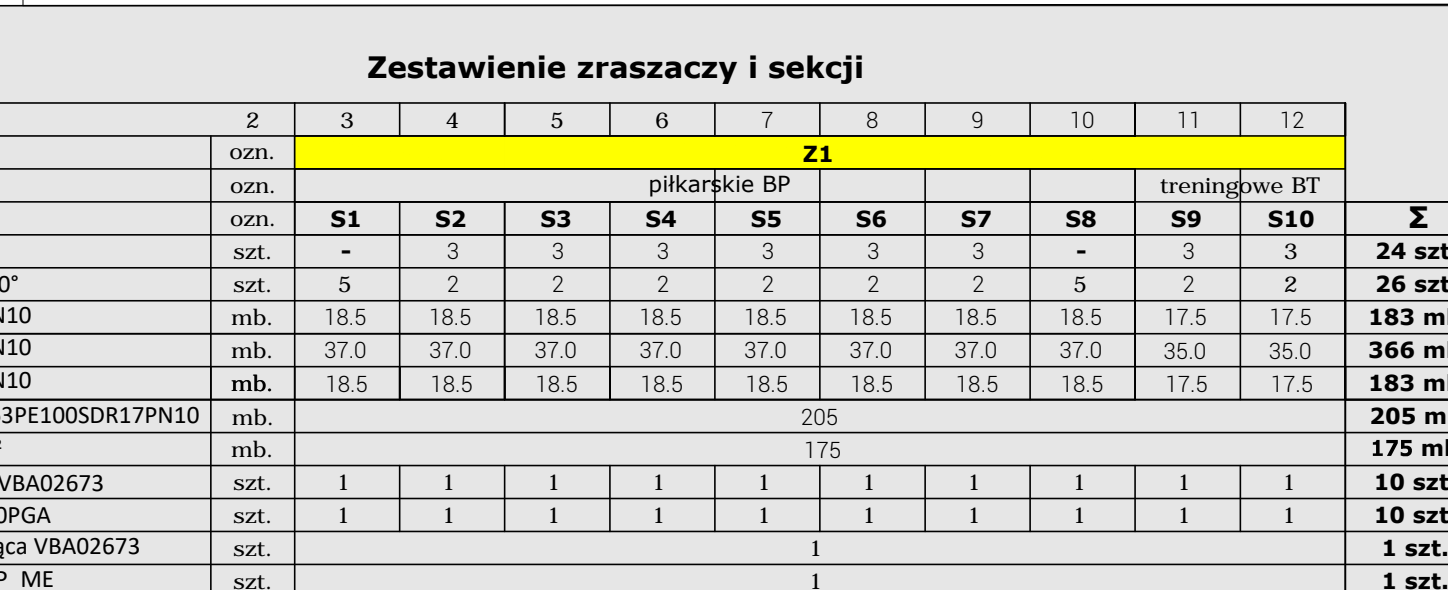 Zestawienie zraszaczy i sekcji
2 3 4 5 6 7 8 9 10 11 12
ozn. Z1
ozn. piłkarskie BP treningowe BT
ozn. S1 S2 S3 S4 S5 S6 S7 S8 S9 S10 Σ
szt. - 3 3 3 3 3 3 - 3 3 24 szt
0° szt. 5 2 2 2 2 2 2 5 2 2 26 szt
N10 mb. 18.5 18.5 18.5 18.5 18.5 18.5 18.5 18.5 17.5 17.5 183 mb
N10 mb. 37.0 37.0 37.0 37.0 37.0 37.0 37.0 37.0 35.0 35.0 366 mb
N10 mb. 18.5 18.5 18.5 18.5 18.5 18.5 18.5 18.5 17.5 17.5 183 mb
63PE100SDR17PN10 mb. 205 205 m
mb. 175 175 mb
VBA02673 szt. 1 1 1 1 1 1 1 1 1 1 10 szt
0PGA szt. 1 1 1 1 1 1 1 1 1 1 10 szt
ąca VBA02673 szt. 1 1 szt.
P ME szt. 1 1 szt.